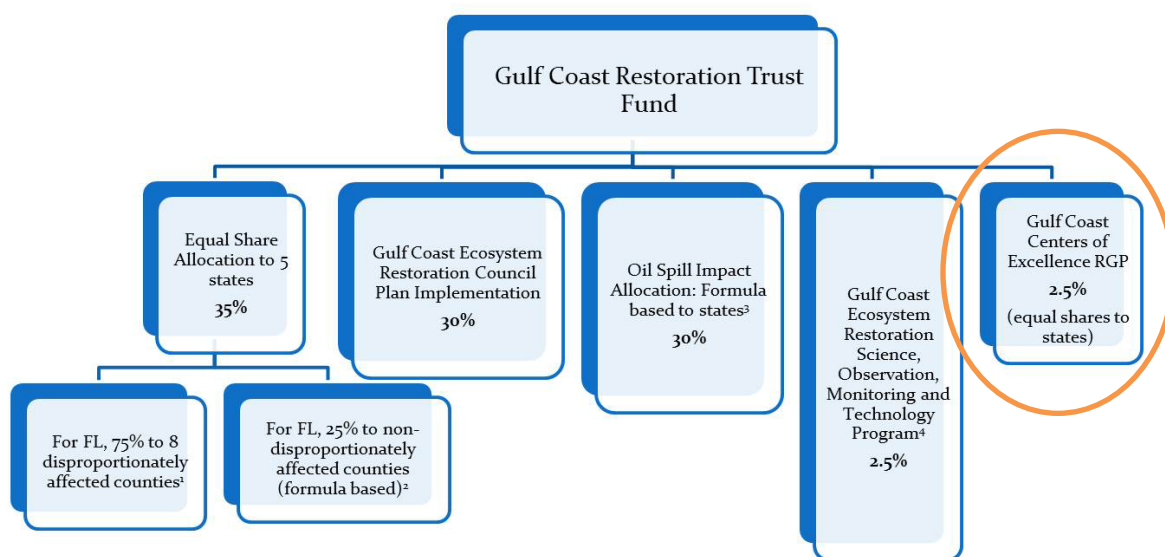 Gulf Coast Restoration Trust
Fund
Equal Share
Allocation to 5
states
35%
Gulf Coast Ecosystem
Restoration Council
Plan Implementation
30%
Oil Spill Impact
Allocation: Formula
based to states³
30%
Gulf Coast
Ecosystem
Restoration
Science,
Observation,
Monitoring and
Technology
Program⁴
2.5%
Gulf Coast
Centers of
Excellence RGP
2.5%
(equal shares to
states)
For FL, 75% to 8
disproportionately
affected counties¹
For FL, 25% to non-
disproportionately
affected counties
(formula based)²